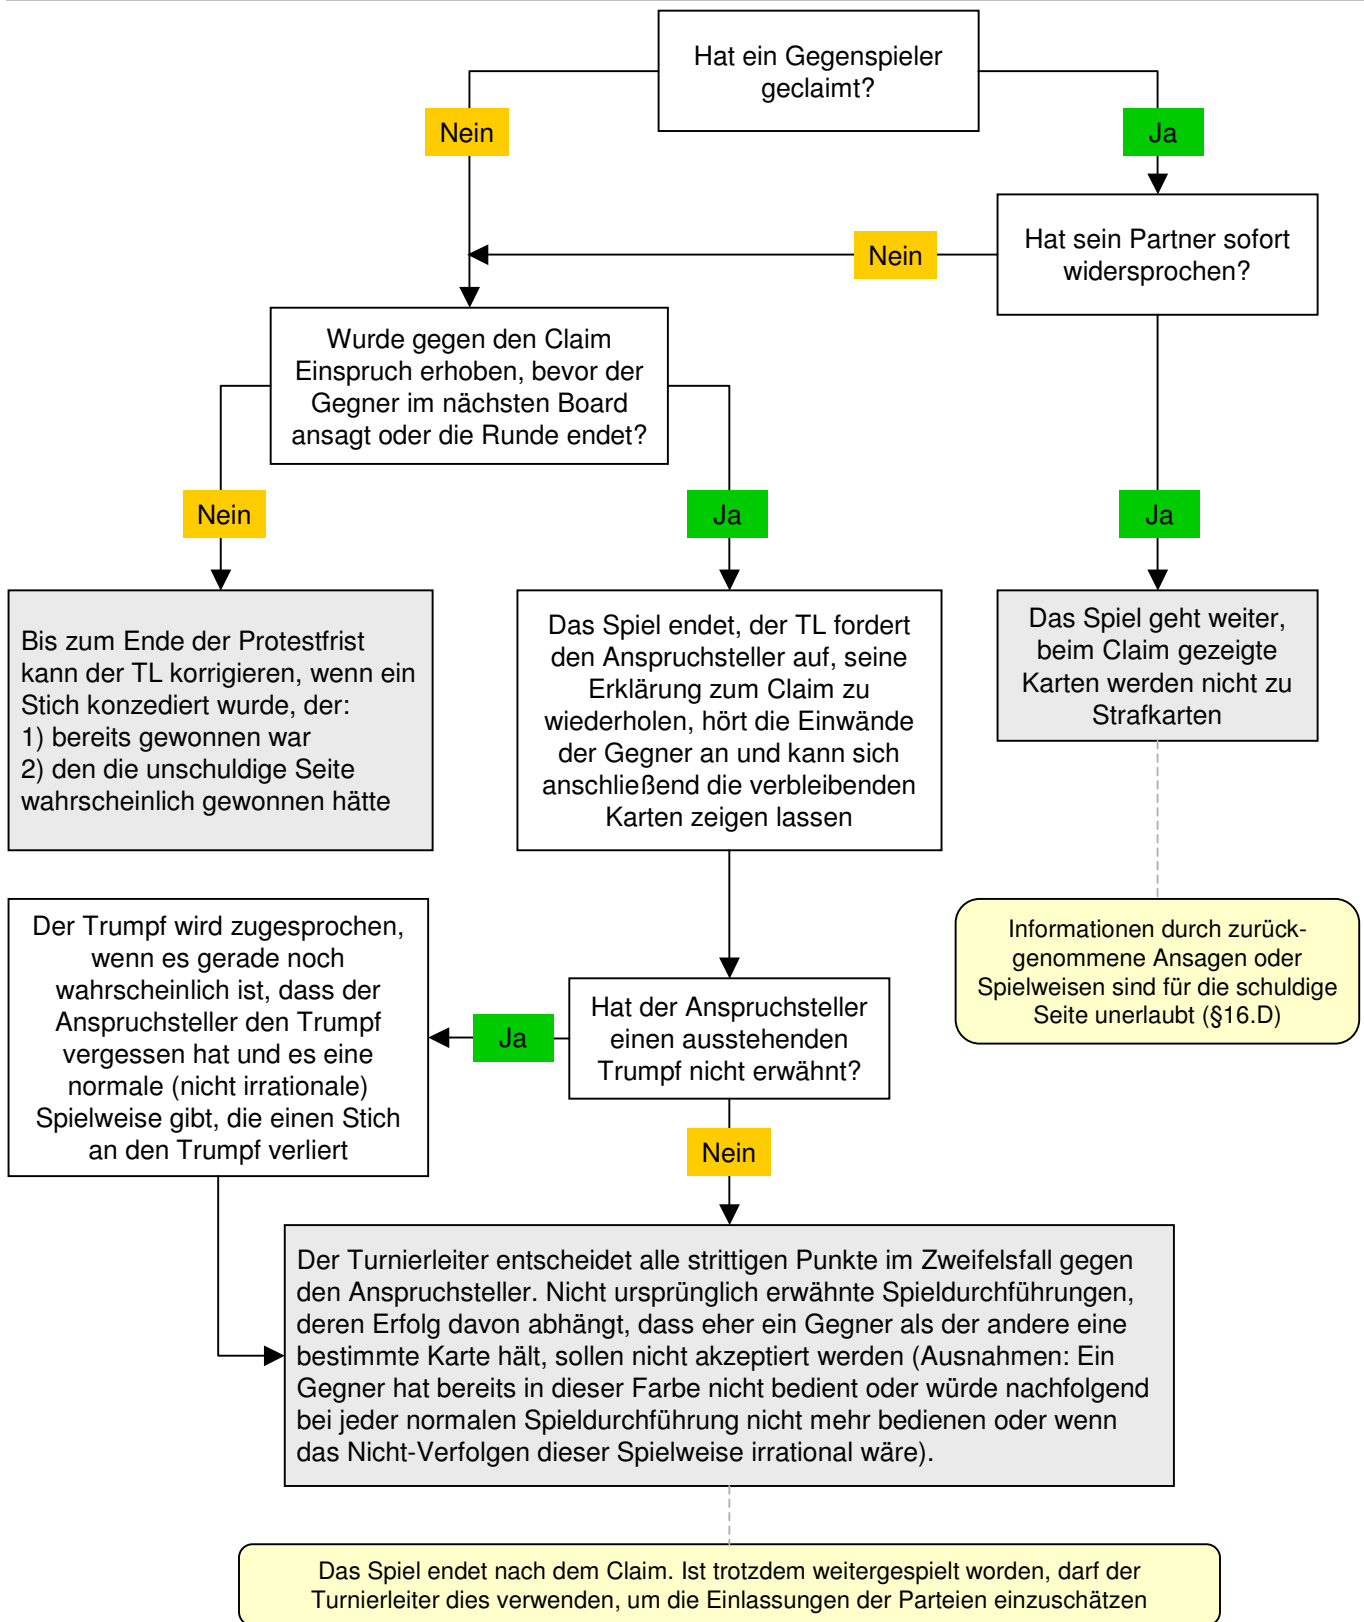 Hat ein Gegenspieler
geclaimt?
Nein
Ja
Hat sein Partner sofort
widersprochen?
Nein
Wurde gegen den Claim
Einspruch erhoben, bevor der
Gegner im nächsten Board
ansagt oder die Runde endet?
Nein
Ja
Ja
Bis zum Ende der Protestfrist
kann der TL korrigieren, wenn ein
Stich konzediert wurde, der:
1) bereits gewonnen war
2) den die unschuldige Seite
wahrscheinlich gewonnen hätte
Das Spiel endet, der TL fordert
den Anspruchsteller auf, seine
Erklärung zum Claim zu
wiederholen, hört die Einwände
der Gegner an und kann sich
anschließend die verbleibenden
Karten zeigen lassen
Das Spiel geht weiter,
beim Claim gezeigte
Karten werden nicht zu
Strafkarten
Der Trumpf wird zugesprochen,
wenn es gerade noch
wahrscheinlich ist, dass der
Anspruchsteller den Trumpf
vergessen hat und es eine
normale (nicht irrationale)
Spielweise gibt, die einen Stich
an den Trumpf verliert
Informationen durch zurück-
genommene Ansagen oder
Spielweisen sind für die schuldige
Seite unerlaubt (§16.D)
Ja
Hat der Anspruchsteller
einen ausstehenden
Trumpf nicht erwähnt?
Nein
Der Turnierleiter entscheidet alle strittigen Punkte im Zweifelsfall gegen
den Anspruchsteller. Nicht ursprünglich erwähnte Spieldurchführungen,
deren Erfolg davon abhängt, dass eher ein Gegner als der andere eine
bestimmte Karte hält, sollen nicht akzeptiert werden (Ausnahmen: Ein
Gegner hat bereits in dieser Farbe nicht bedient oder würde nachfolgend
bei jeder normalen Spieldurchführung nicht mehr bedienen oder wenn
das Nicht-Verfolgen dieser Spielweise irrational wäre).
Das Spiel endet nach dem Claim. Ist trotzdem weitergespielt worden, darf der
Turnierleiter dies verwenden, um die Einlassungen der Parteien einzuschätzen